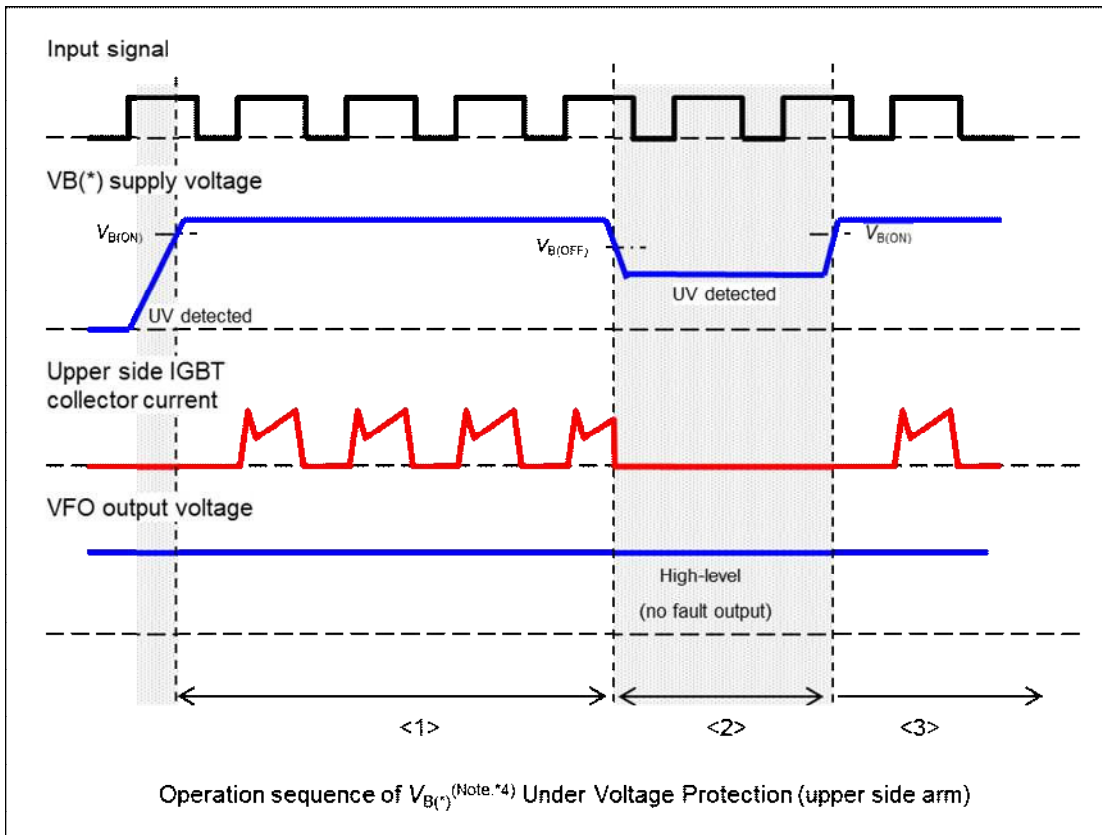 Input signal
VB(*) supply voltage
VB(ON)
VB(OFF)
VB(ON)
UV detected
UV detected
Upper side IGBT
collector current
VFO output voltage
High-level
(no fault output)
<1>
<2>
<3>
Operation sequence of VB(*)(Note.*4) Under Voltage Protection (upper side arm)